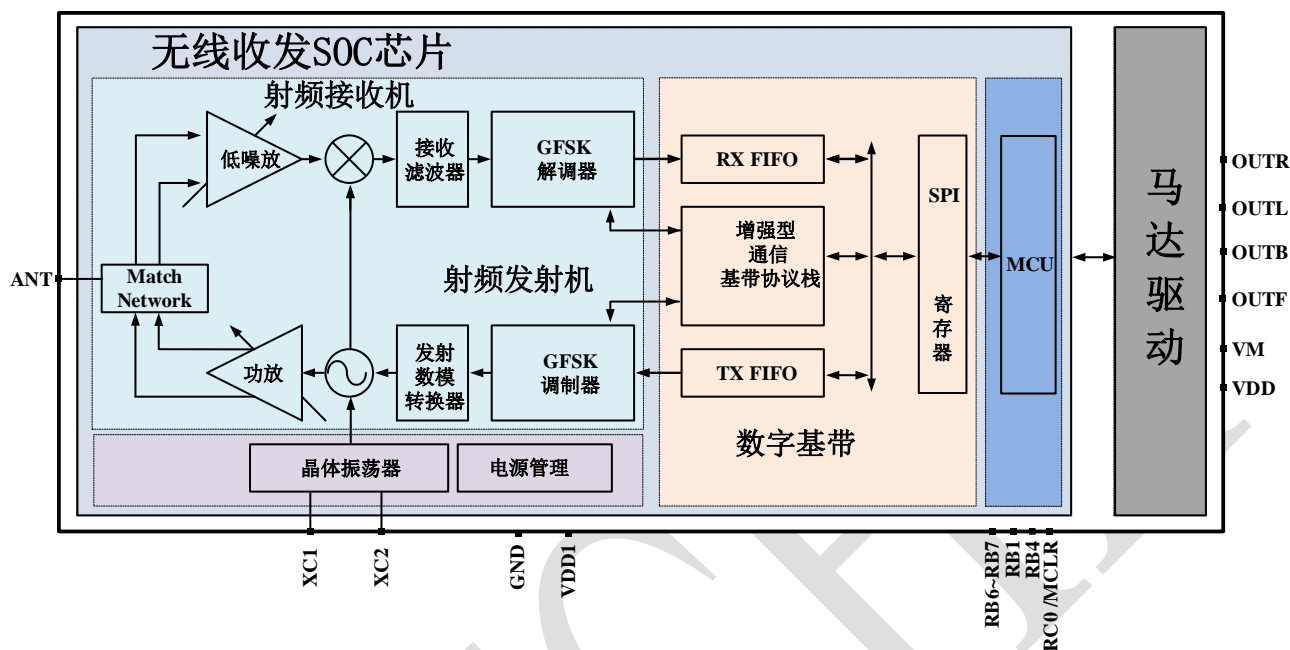 无线收发SOC芯片
射频接收机
低噪放
接收
滤波器
GFSK
解调器
RX FIFO
SPI
寄
存
器
MCU
马
达
驱
动
OUTR
OUTL
OUTB
OUTF
VM
VDD
增强型
通信
基带协议栈
ANT
Match
Network
射频发射机
功放
发射
数模
转换器
GFSK
调制器
TX FIFO
数字基带
晶体振荡器
电源管理
XC1
XC2
GND
VDD1
RB6~RB7
RB1
RB4
RC0 /MCLR